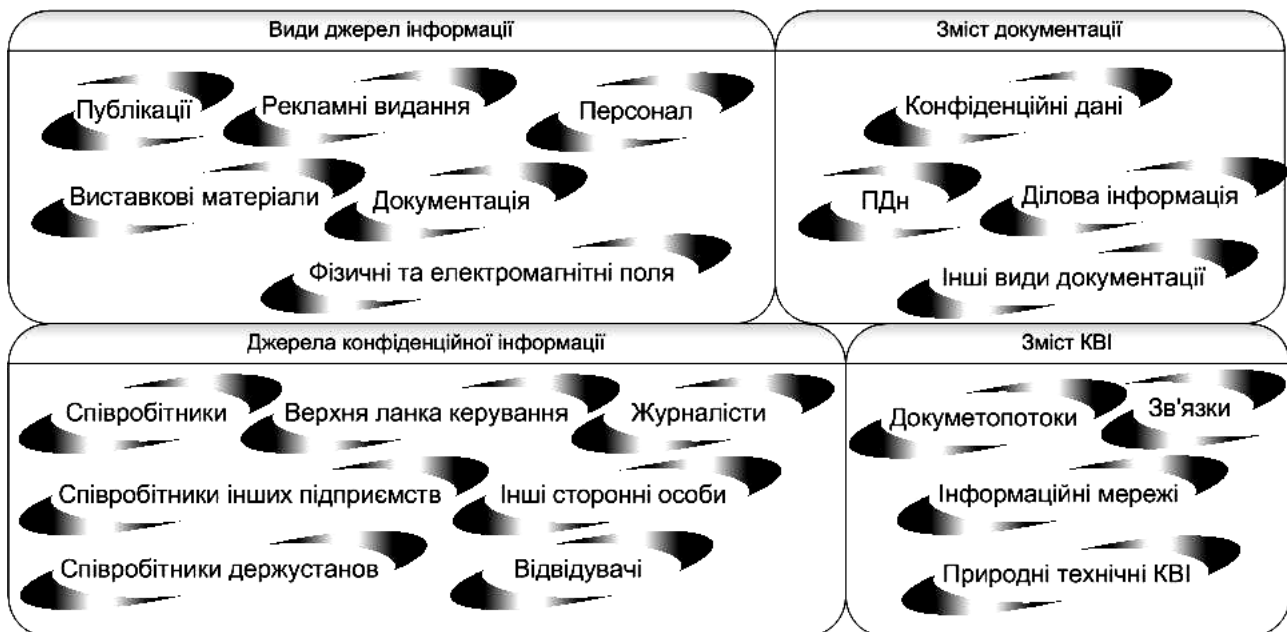 Види джерел інформації
Публікації
Рекламні видання
Персонал
Виставкові матеріали
Документація
Фізичні та електромагнітні поля
Зміст документації
Конфіденційні дані
ПДн
Ділова інформація
Інші види документації
Джерела конфіденційної інформації
Співробітники
Верхня ланка керування
Журналісти
Співробітники інших підприємств
Інші сторонні особи
Співробітники держустанов
Відвідувачі
Зміст КВІ
Докуметопотоки
Зв'язки
Інформаційні мережі
Природні технічні КВІ